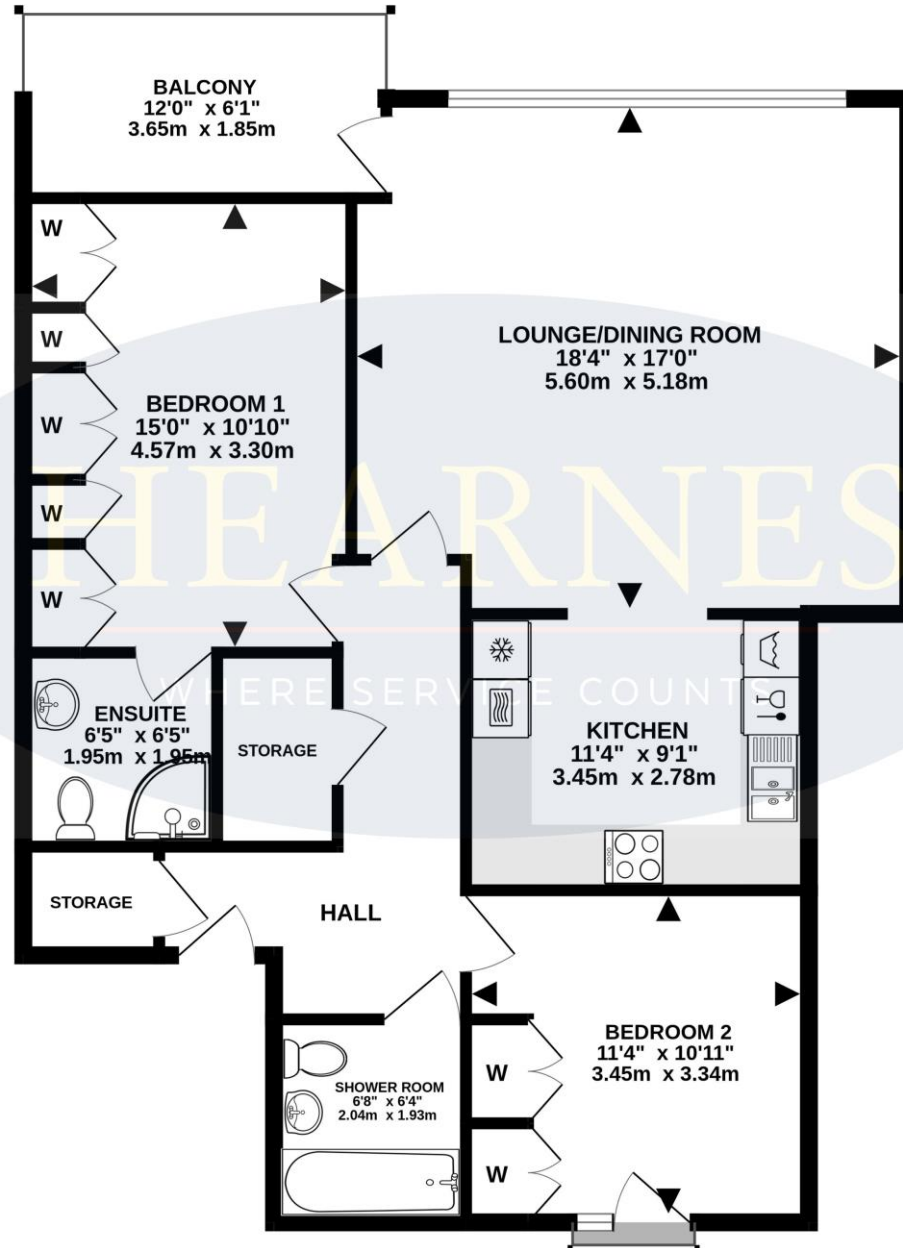 BALCONY
12'0" x 6'1"
3.65m x 1.85m
W
W
W
W
W
BEDROOM 1
15'0" x 10'10"
4.57m x 3.30m
LOUNGE/DINING ROOM
18'4" x 17'0"
5.60m x 5.18m
HEARNES
WHERE SERVICE COUNTS
ENSUITE
6'5" x 6'5"
1.95m x 1.95m
STORAGE
KITCHEN
11'4" x 9'1"
3.45m x 2.78m
STORAGE
HALL
BEDROOM 2
11'4" x 10'11"
3.45m x 3.34m
W
W
SHOWER ROOM
6'8" x 6'4"
2.04m x 1.93m